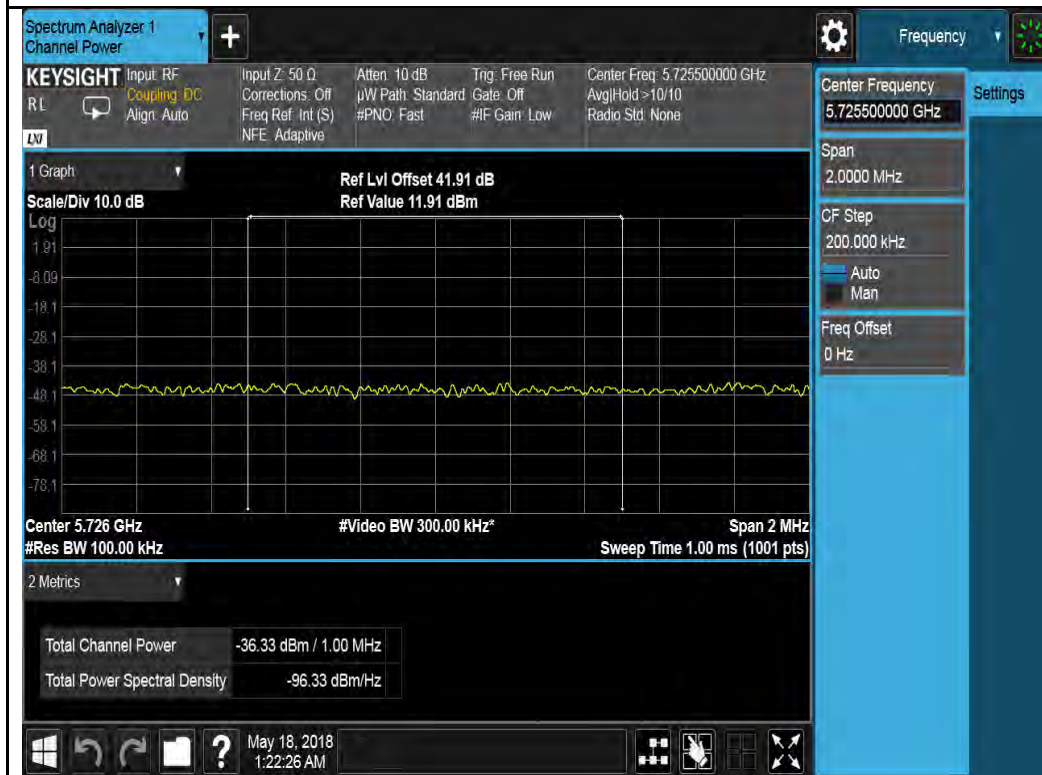 Spectrum Analyzer 1
Channel Power
+
Frequency
KEYSIGHT
RL
LXI
Input: RF
Coupling: DC
Align: Auto
Input Z: 50 Ω
Corrections: Off
Freq Ref: Int (S)
NFE: Adaptive
Atten: 10 dB
µW Path: Standard
#PNO: Fast
Trig: Free Run
Gate: Off
#IF Gain: Low
Center Freq: 5.725500000 GHz
Avg|Hold >10/10
Radio Std: None
1 Graph
Scale/Div 10.0 dB
Ref Lvl Offset 41.91 dB
Ref Value 11.91 dBm
Log
1.91
-8.09
-18.1
-28.1
-38.1
-48.1
-58.1
-68.1
-78.1
Center 5.726 GHz
#Video BW 300.00 kHz*
Span 2 MHz
#Res BW 100.00 kHz
Sweep Time 1.00 ms (1001 pts)
2 Metrics
Total Channel Power
-36.33 dBm / 1.00 MHz
Total Power Spectral Density
-96.33 dBm/Hz
Center Frequency
5.725500000 GHz
Settings
Span
2.0000 MHz
CF Step
200.000 kHz
Auto
Man
Freq Offset
0 Hz
?
May 18, 2018
1:22:26 AM